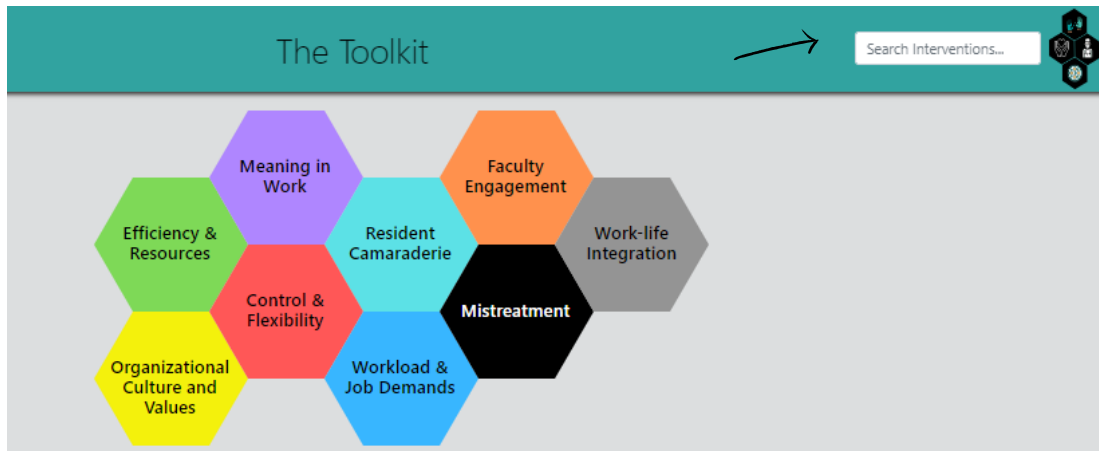 The Toolkit
Search Interventions...
Meaning in
Work
Faculty
Engagement
Efficiency &
Resources
Resident
Camaraderie
Work-life
Integration
Control &
Flexibility
Mistreatment
Organizational
Culture and
Values
Workload &
Job Demands